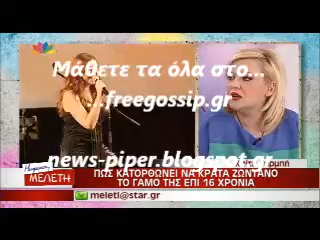 Μάθετε τα όλα στο...
...freegossip.gr
news-piper.blogspot.gr
ΜΕΛΕΤΗ
ΠΩΣ ΚΑΤΟΡΘΩΝΕΙ ΝΑ ΚΡΑΤΑ ΖΩΝΤΑΝΟ
ΤΟ ΓΑΜΟ ΤΗΣ ΕΠΙ 16 ΧΡΟΝΙΑ
meleti@star.gr